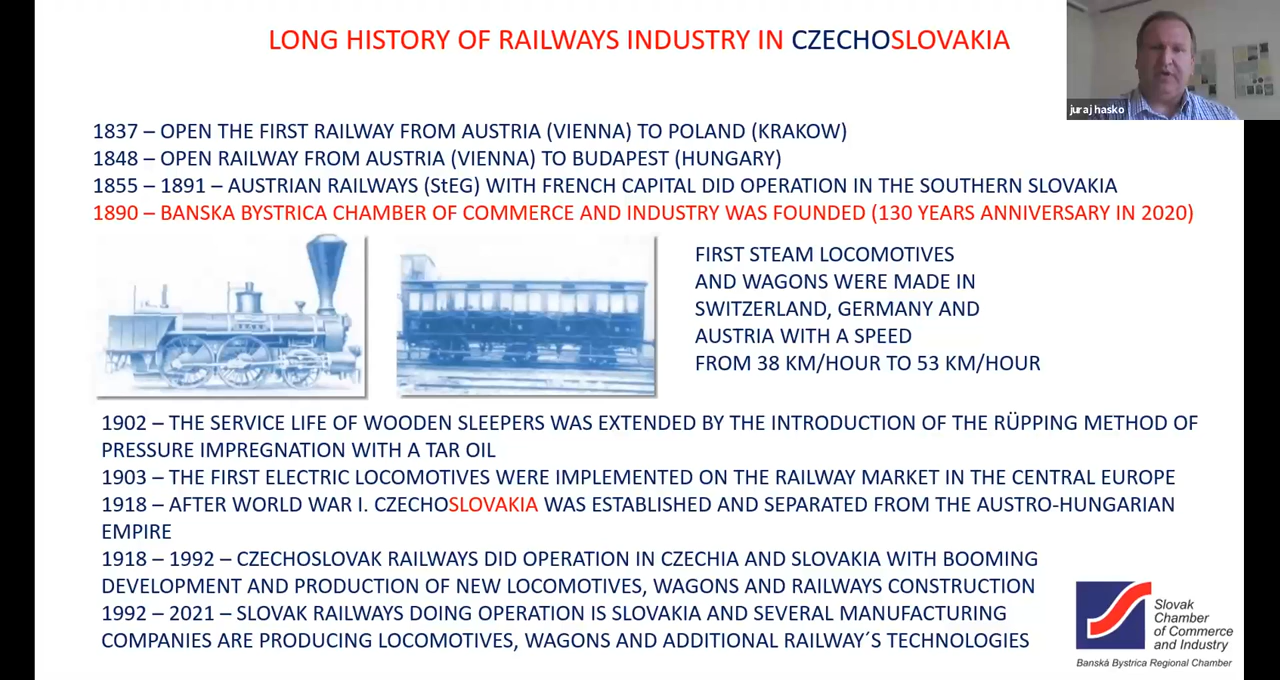 LONG HISTORY OF RAILWAYS INDUSTRY IN CZECHOSLOVAKIA
juraj hasko
1837 – OPEN THE FIRST RAILWAY FROM AUSTRIA (VIENNA) TO POLAND (KRAKOW)
1848 – OPEN RAILWAY FROM AUSTRIA (VIENNA) TO BUDAPEST (HUNGARY)
1855 – 1891 – AUSTRIAN RAILWAYS (StEG) WITH FRENCH CAPITAL DID OPERATION IN THE SOUTHERN SLOVAKIA
1890 – BANSKA BYSTRICA CHAMBER OF COMMERCE AND INDUSTRY WAS FOUNDED (130 YEARS ANNIVERSARY IN 2020)
FIRST STEAM LOCOMOTIVES
AND WAGONS WERE MADE IN
SWITZERLAND, GERMANY AND
AUSTRIA WITH A SPEED
FROM 38 KM/HOUR TO 53 KM/HOUR
1902 – THE SERVICE LIFE OF WOODEN SLEEPERS WAS EXTENDED BY THE INTRODUCTION OF THE RÜPPING METHOD OF
PRESSURE IMPREGNATION WITH A TAR OIL
1903 – THE FIRST ELECTRIC LOCOMOTIVES WERE IMPLEMENTED ON THE RAILWAY MARKET IN THE CENTRAL EUROPE
1918 – AFTER WORLD WAR I. CZECHOSLOVAKIA WAS ESTABLISHED AND SEPARATED FROM THE AUSTRO-HUNGARIAN
EMPIRE
1918 – 1992 – CZECHOSLOVAK RAILWAYS DID OPERATION IN CZECHIA AND SLOVAKIA WITH BOOMING
DEVELOPMENT AND PRODUCTION OF NEW LOCOMOTIVES, WAGONS AND RAILWAYS CONSTRUCTION
1992 – 2021 – SLOVAK RAILWAYS DOING OPERATION IS SLOVAKIA AND SEVERAL MANUFACTURING
COMPANIES ARE PRODUCING LOCOMOTIVES, WAGONS AND ADDITIONAL RAILWAY´S TECHNOLOGIES
Slovak
Chamber
of Commerce
and Industry
Banská Bystrica Regional Chamber